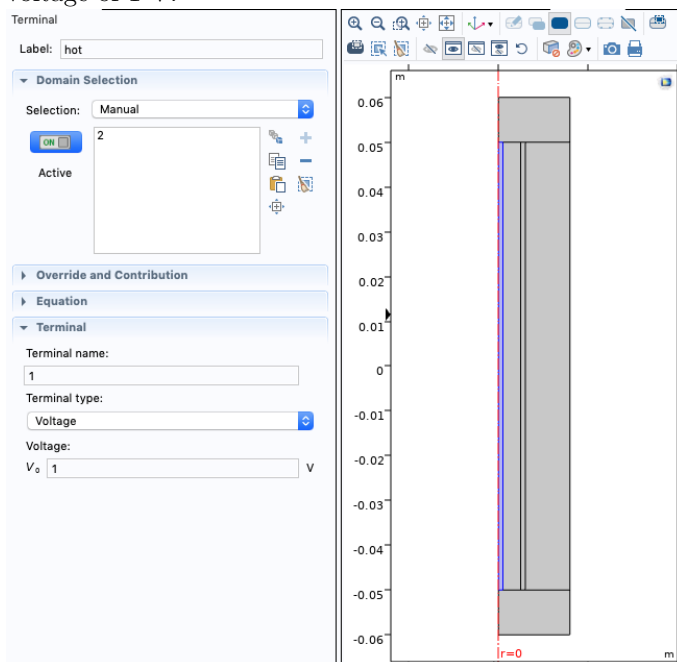 Terminal
Label: hot
Domain Selection
Selection: Manual
ON
2
Active
Override and Contribution
Equation
Terminal
Terminal name:
1
Terminal type:
Voltage
Voltage:
V₀ 1 V
m
0.06
0.05
0.04
0.03
0.02
0.01
0
-0.01
-0.02
-0.03
-0.04
-0.05
-0.06
r=0
m